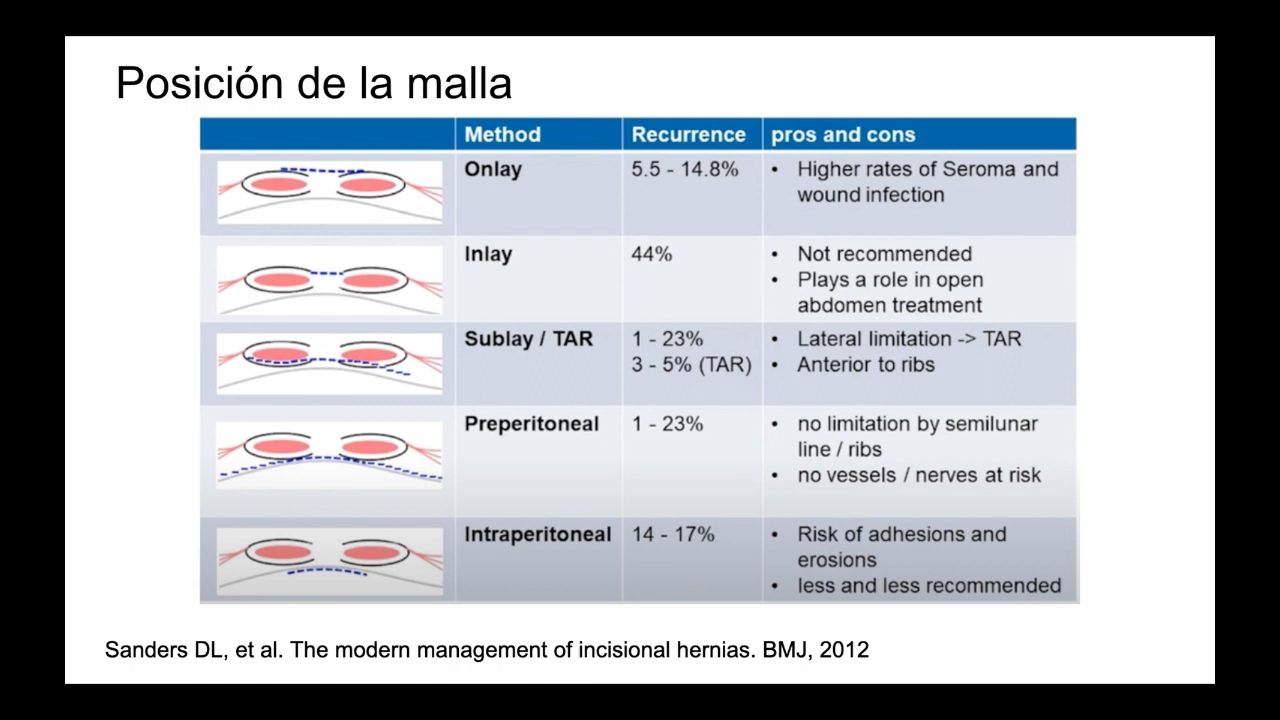 Posición de la malla
Method Recurrence pros and cons
Onlay 5.5 - 14.8% • Higher rates of Seroma and
wound infection
Inlay 44% • Not recommended
• Plays a role in open
abdomen treatment
Sublay / TAR 1 - 23% • Lateral limitation -> TAR
3 - 5% (TAR) • Anterior to ribs
Preperitoneal 1 - 23% • no limitation by semilunar
line / ribs
• no vessels / nerves at risk
Intraperitoneal 14 - 17% • Risk of adhesions and
erosions
• less and less recommended
Sanders DL, et al. The modern management of incisional hernias. BMJ, 2012